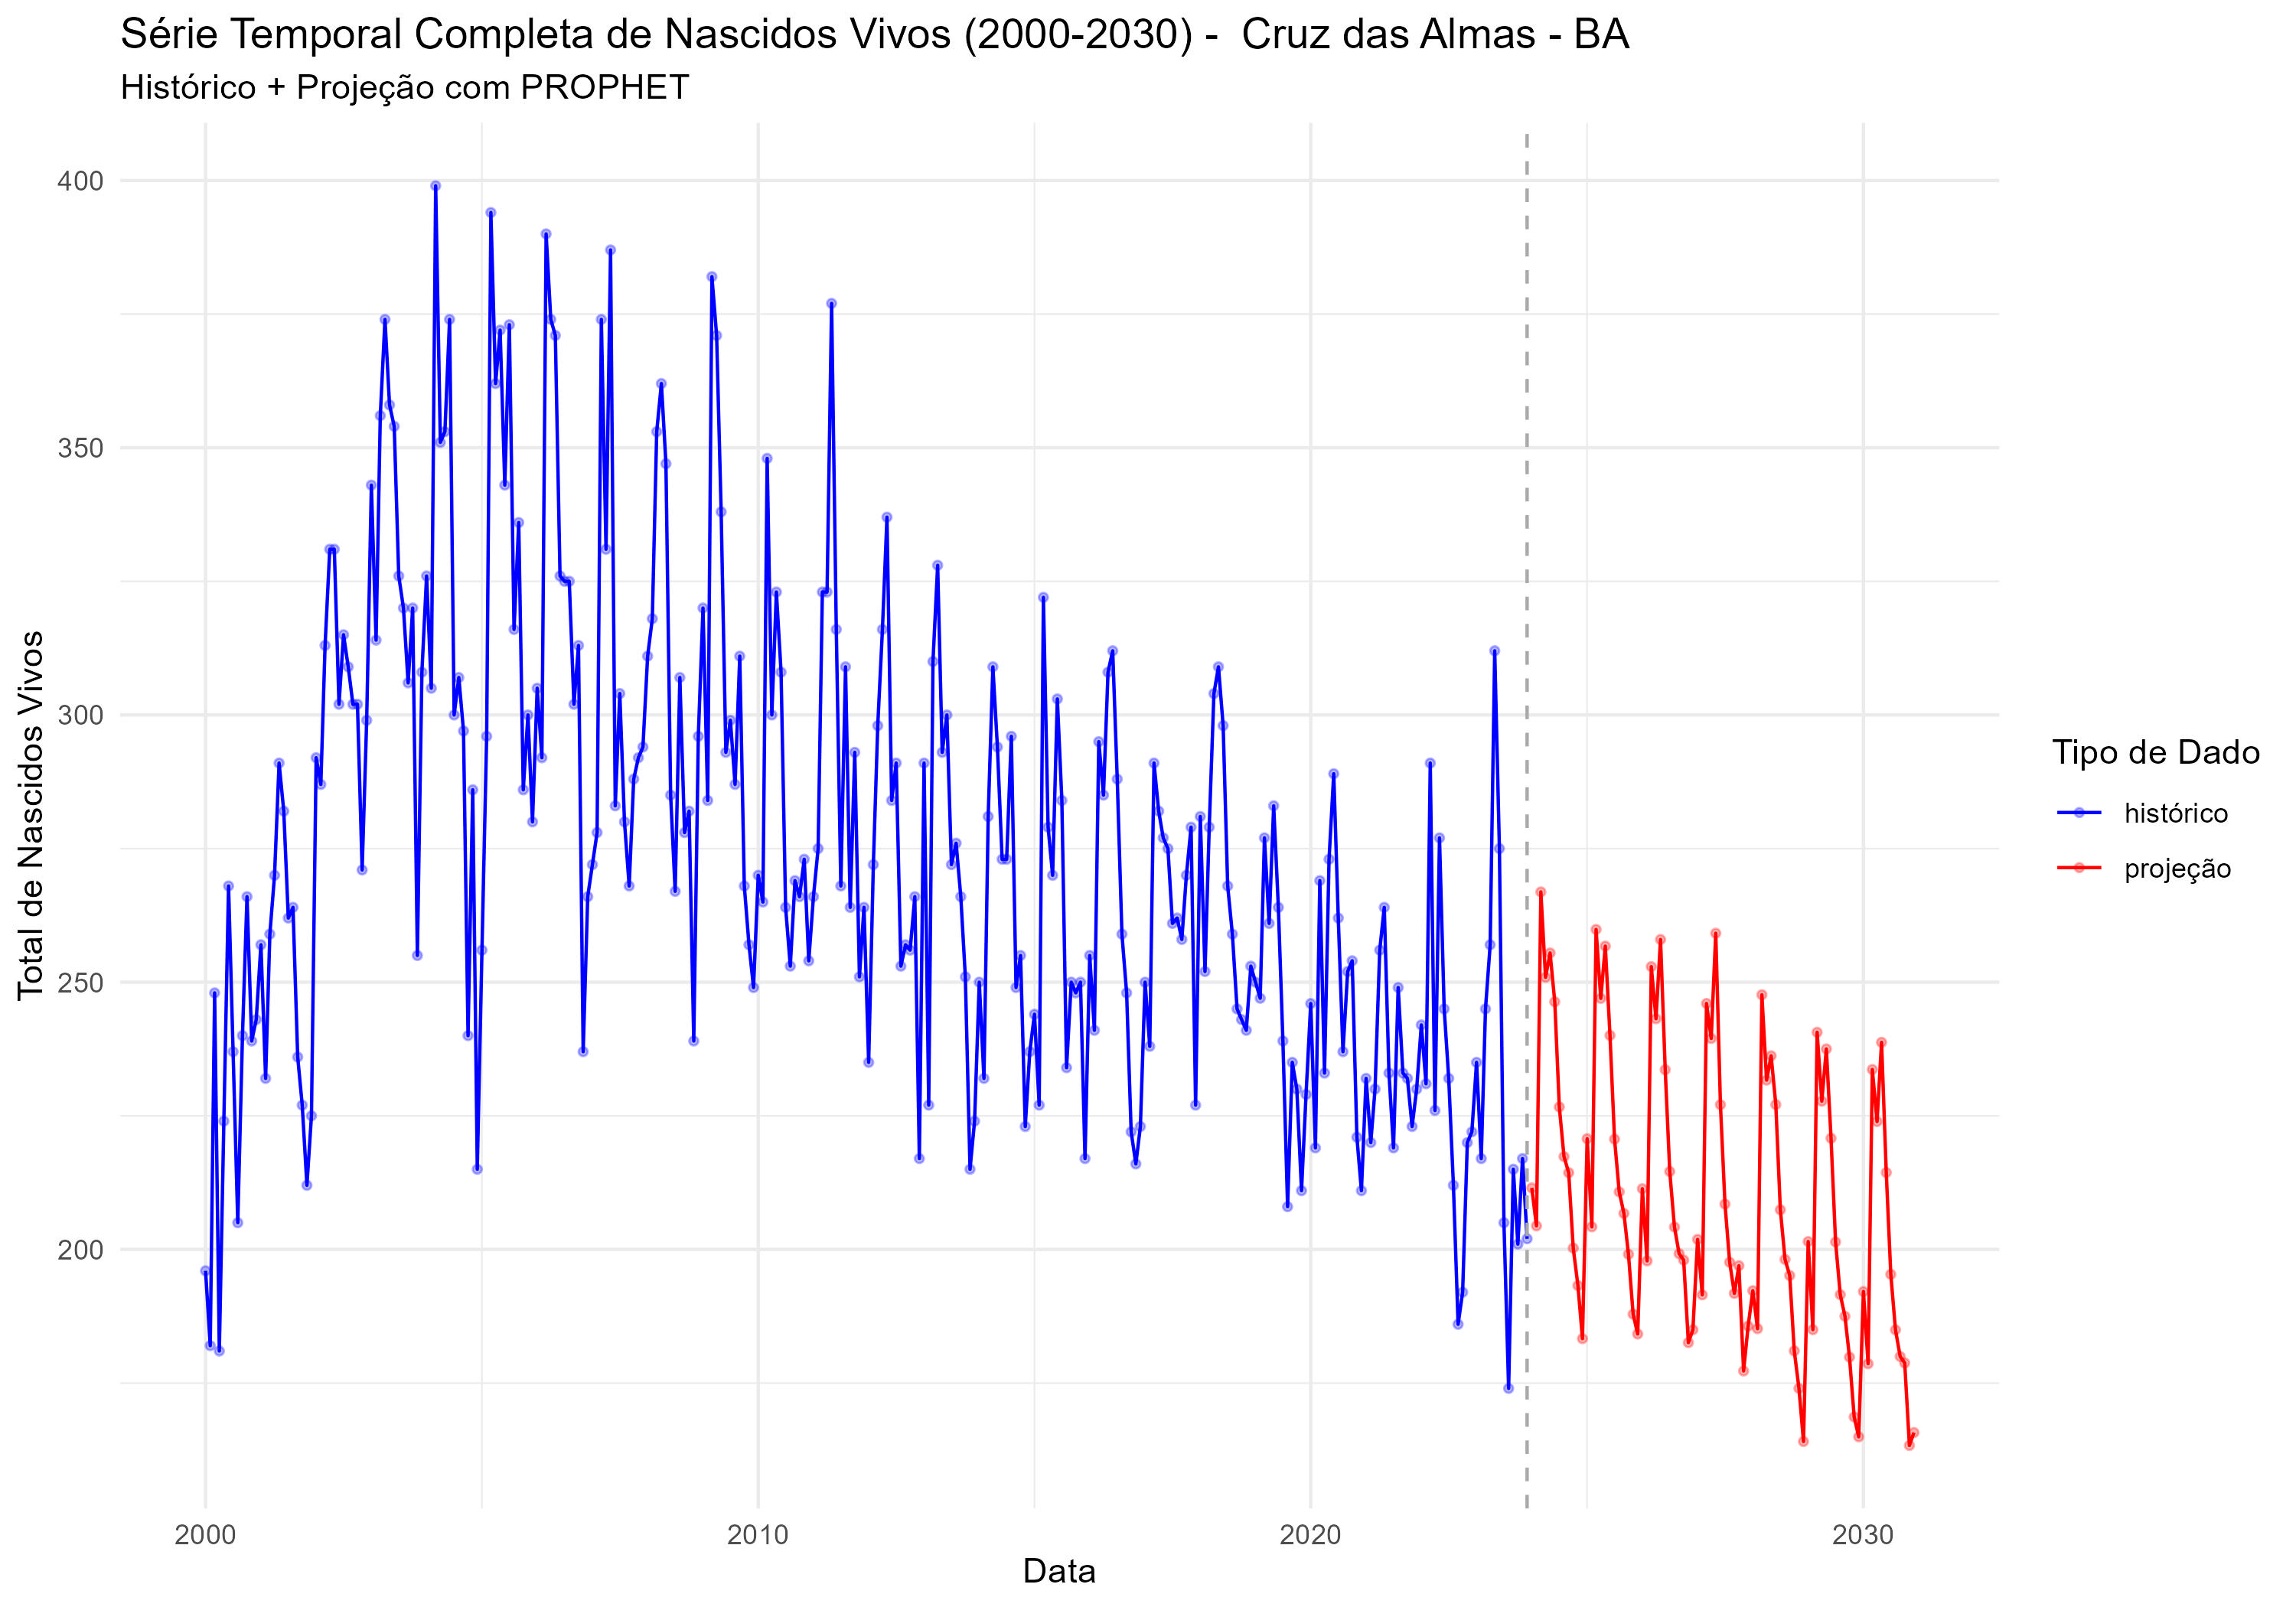 Série Temporal Completa de Nascidos Vivos (2000-2030) -  Cruz das Almas - BA
Histórico + Projeção com PROPHET
Total de Nascidos Vivos
400
350
300
250
200
2000
2010
2020
2030
Data
Tipo de Dado
histórico
projeção